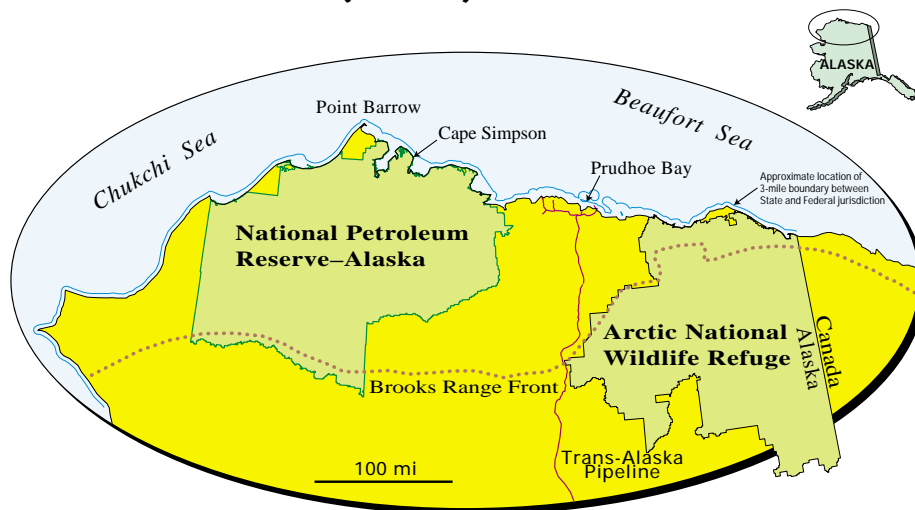 ALASKA
Beaufort Sea
Point Barrow
Cape Simpson
Chukchi Sea
Prudhoe Bay
Approximate location of
3-mile boundary between
State and Federal jurisdiction
National Petroleum
Reserve–Alaska
Arctic National
Wildlife Refuge
Canada
Alaska
Brooks Range Front
100 mi
Trans-Alaska
Pipeline